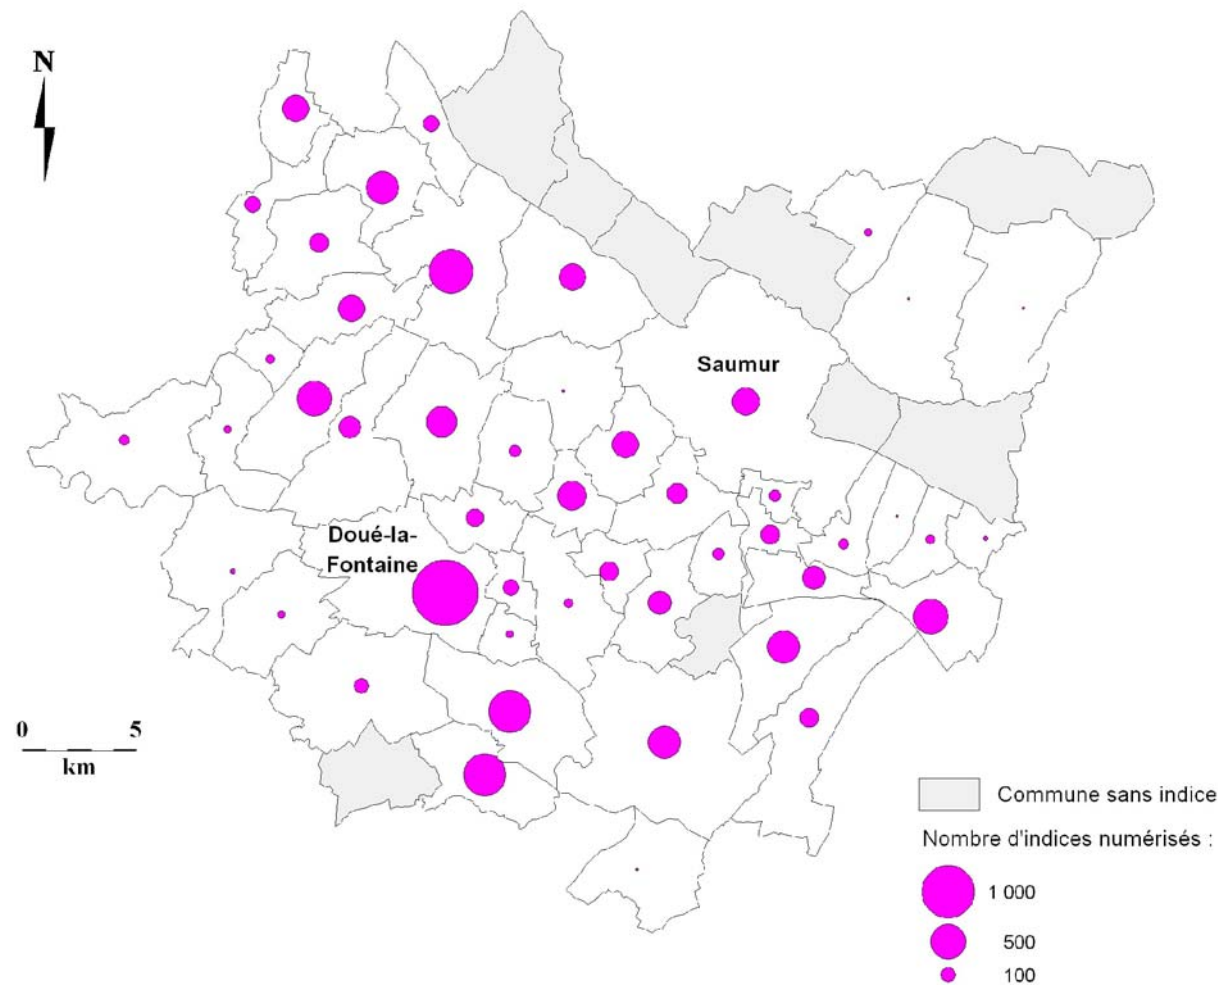 N
Saumur
Doué-la-
Fontaine
0 5
km
Commune sans indice
Nombre d'indices numérisés :
1 000
500
100